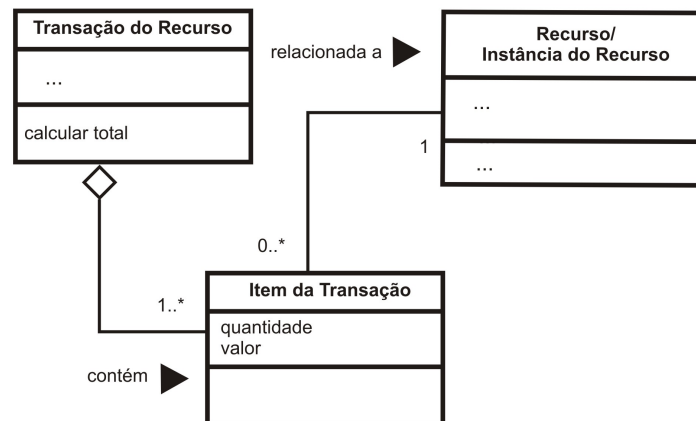 Transação do Recurso
...
calcular total
relacionada a
Recurso/
Instância do Recurso
...
...
1
0..*
1..*
contém
Item da Transação
quantidade
valor